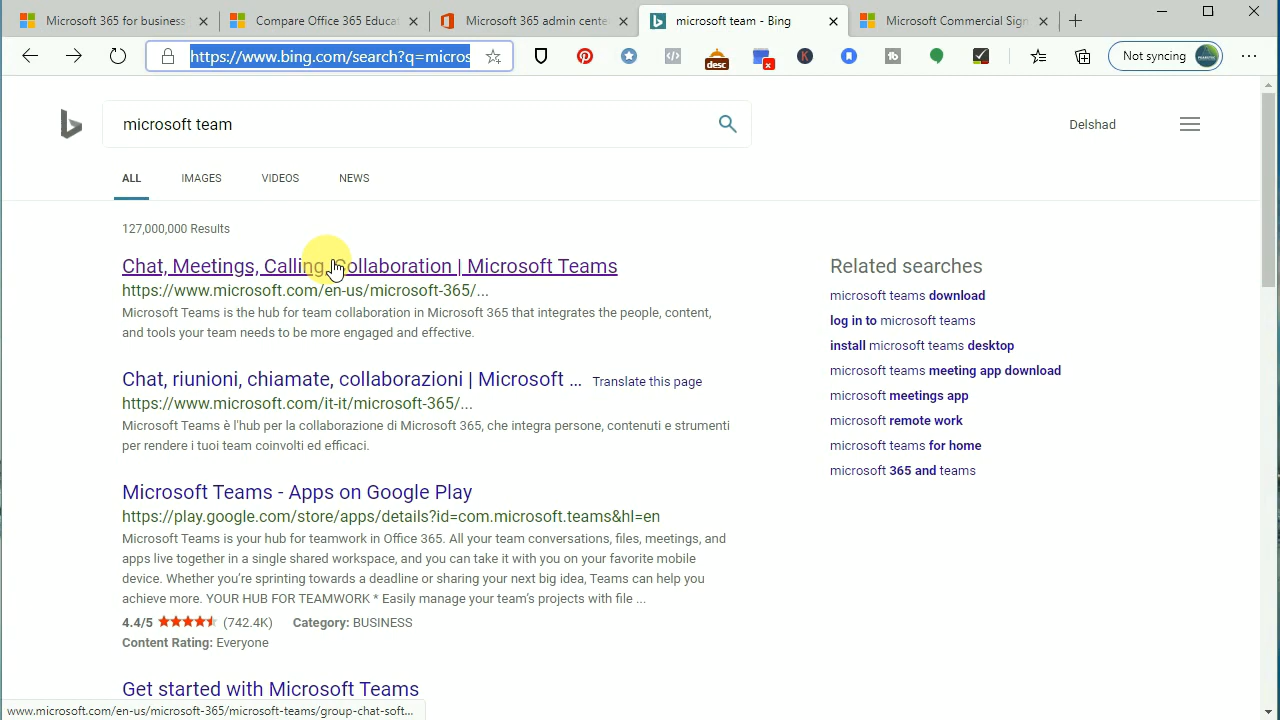 Microsoft 365 for business
Compare Office 365 Educa
Microsoft 365 admin cente
microsoft team - Bing
Microsoft Commercial Sign
https://www.bing.com/search?q=micros
desc
Not syncing
microsoft team
Delshad
ALL
IMAGES
VIDEOS
NEWS
127,000,000 Results
Chat, Meetings, Calling, Collaboration | Microsoft Teams
https://www.microsoft.com/en-us/microsoft-365/...
Microsoft Teams is the hub for team collaboration in Microsoft 365 that integrates the people, content,
and tools your team needs to be more engaged and effective.
Chat, riunioni, chiamate, collaborazioni | Microsoft ... Translate this page
https://www.microsoft.com/it-it/microsoft-365/...
Microsoft Teams è l'hub per la collaborazione di Microsoft 365, che integra persone, contenuti e strumenti
per rendere i tuoi team coinvolti ed efficaci.
Microsoft Teams - Apps on Google Play
https://play.google.com/store/apps/details?id=com.microsoft.teams&hl=en
Microsoft Teams is your hub for teamwork in Office 365. All your team conversations, files, meetings, and
apps live together in a single shared workspace, and you can take it with you on your favorite mobile
device. Whether you're sprinting towards a deadline or sharing your next big idea, Teams can help you
achieve more. YOUR HUB FOR TEAMWORK * Easily manage your team's projects with file ...
4.4/5 (742.4K) Category: BUSINESS
Content Rating: Everyone
Get started with Microsoft Teams
Related searches
microsoft teams download
log in to microsoft teams
install microsoft teams desktop
microsoft teams meeting app download
microsoft meetings app
microsoft remote work
microsoft teams for home
microsoft 365 and teams
www.microsoft.com/en-us/microsoft-365/microsoft-teams/group-chat-soft...